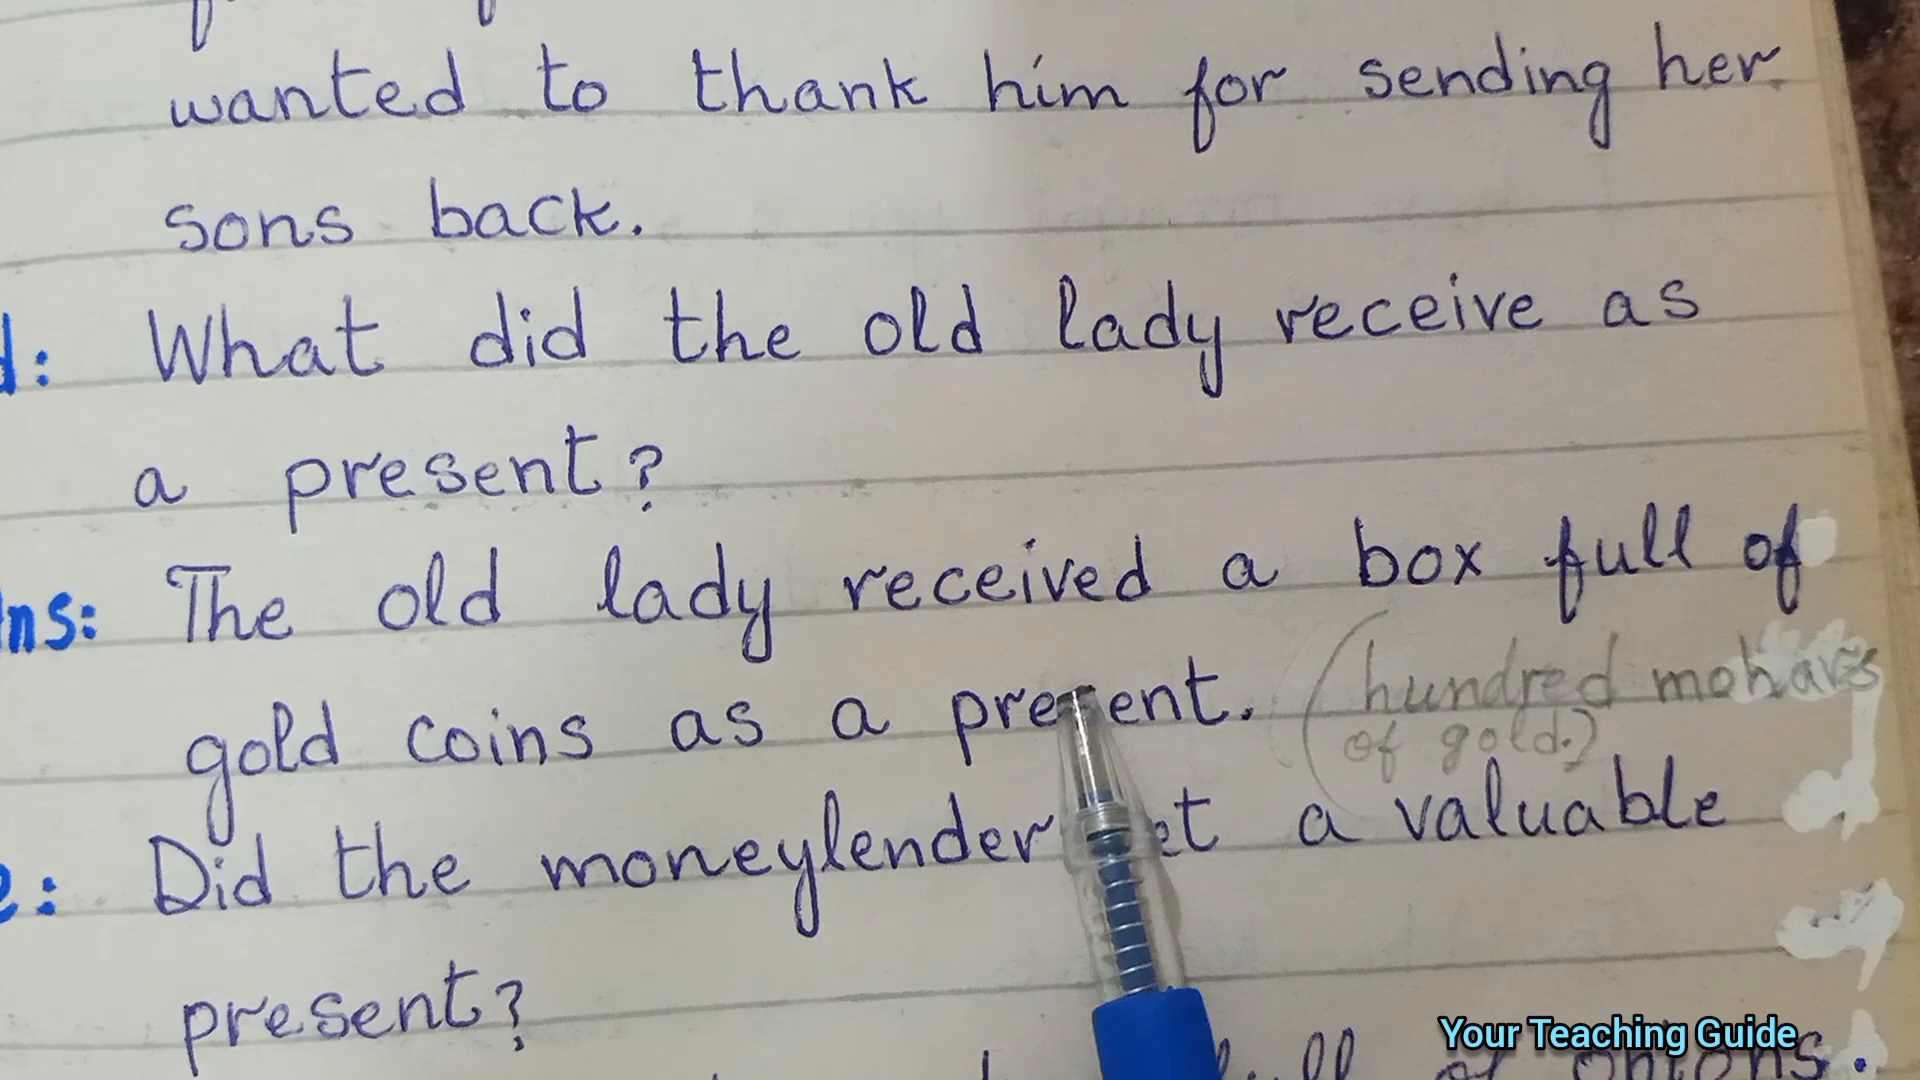 wanted to thank him for sending her
sons back.
d: What did the old lady receive as
a present?
ns: The old lady received a box full of
gold coins as a present. (hundred mohars
of gold.)
e: Did the moneylender a valuable
present?
of onions.
Your Teaching Guide